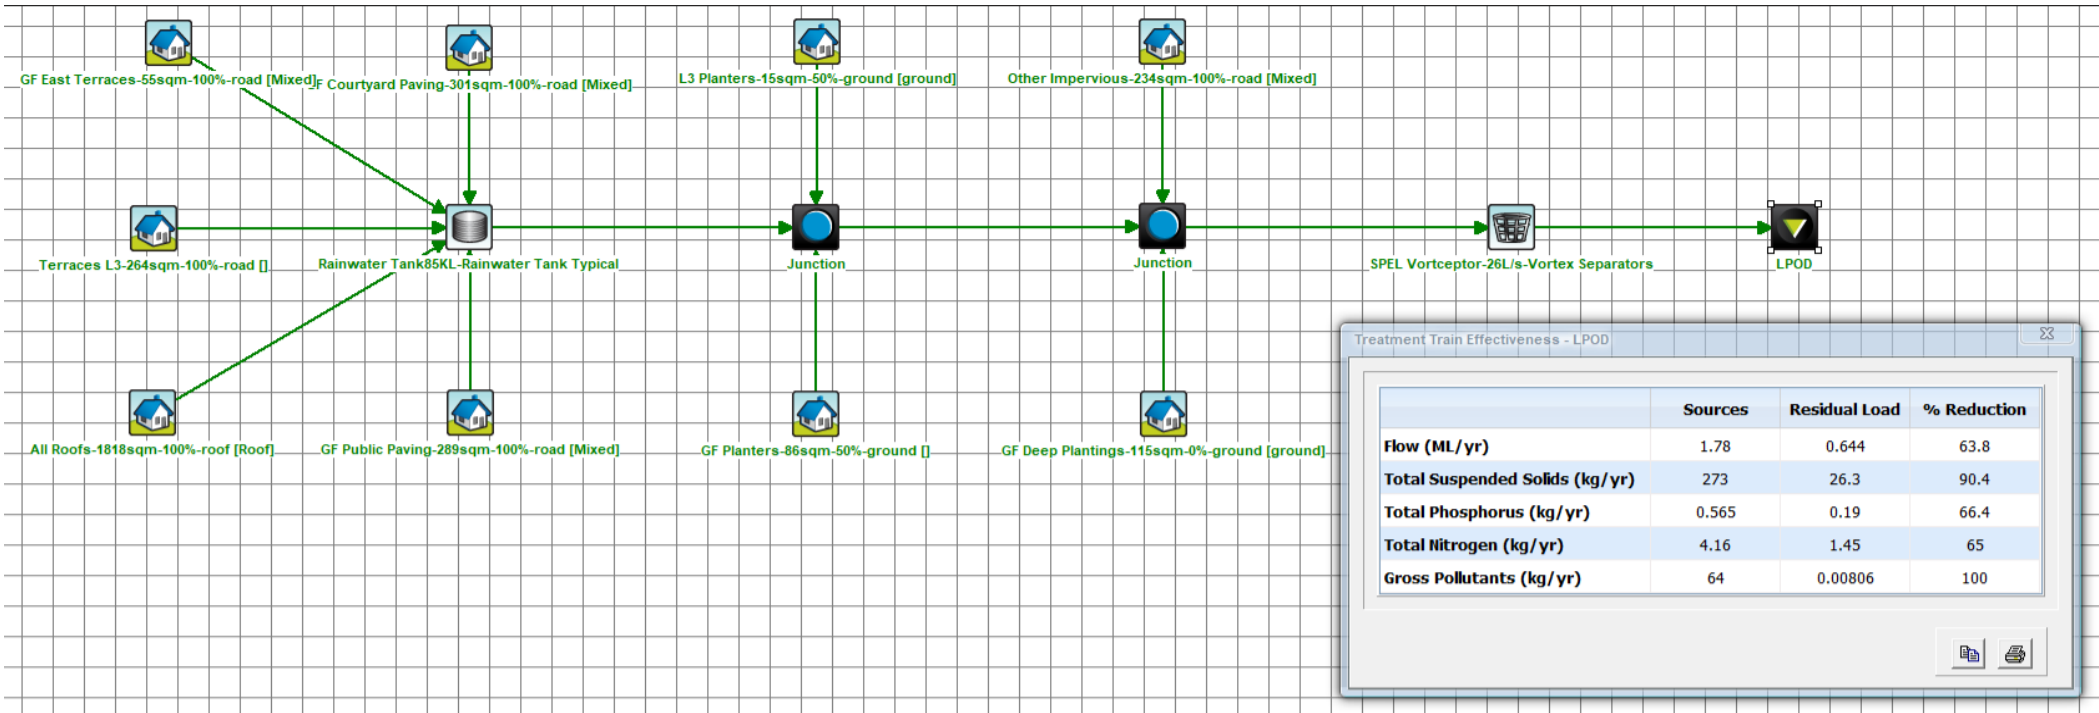 GF East Terraces-55sqm-100%-road [Mixed]
F Courtyard Paving-301sqm-100%-road [Mixed]
L3 Planters-15sqm-50%-ground [ground]
Other Impervious-234sqm-100%-road [Mixed]
Terraces L3-264sqm-100%-road []
Rainwater Tank85KL-Rainwater Tank Typical
Junction
Junction
SPEL Vortceptor-26L/s-Vortex Separators
LPOD
All Roofs-1818sqm-100%-roof [Roof]
GF Public Paving-289sqm-100%-road [Mixed]
GF Planters-86sqm-50%-ground []
GF Deep Plantings-115sqm-0%-ground [ground]
Treatment Train Effectiveness - LPOD
Sources Residual Load % Reduction
Flow (ML/yr) 1.78 0.644 63.8
Total Suspended Solids (kg/yr) 273 26.3 90.4
Total Phosphorus (kg/yr) 0.565 0.19 66.4
Total Nitrogen (kg/yr) 4.16 1.45 65
Gross Pollutants (kg/yr) 64 0.00806 100